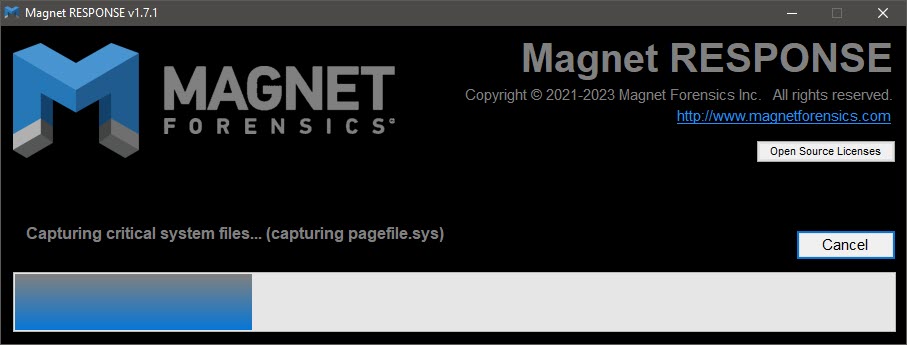 Magnet RESPONSE v1.7.1
MAGNET
FORENSICS
Magnet RESPONSE
Copyright © 2021-2023 Magnet Forensics Inc.  All rights reserved.
http://www.magnetforensics.com
Open Source Licenses
Capturing critical system files... (capturing pagefile.sys)
Cancel